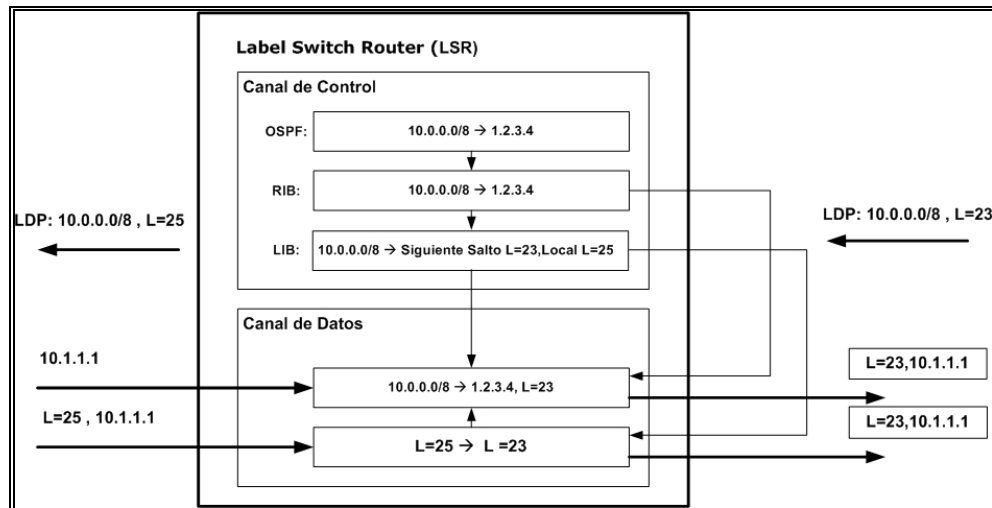 Label Switch Router (LSR)
Canal de Control
OSPF:
10.0.0.0/8 → 1.2.3.4
RIB:
10.0.0.0/8 → 1.2.3.4
LDP: 10.0.0.0/8 , L=25
LDP: 10.0.0.0/8 , L=23
LIB:
10.0.0.0/8 → Siguiente Salto L=23,Local L=25
Canal de Datos
10.1.1.1
10.0.0.0/8 → 1.2.3.4, L=23
L=23,10.1.1.1
L=25 , 10.1.1.1
L=25 → L =23
L=23,10.1.1.1